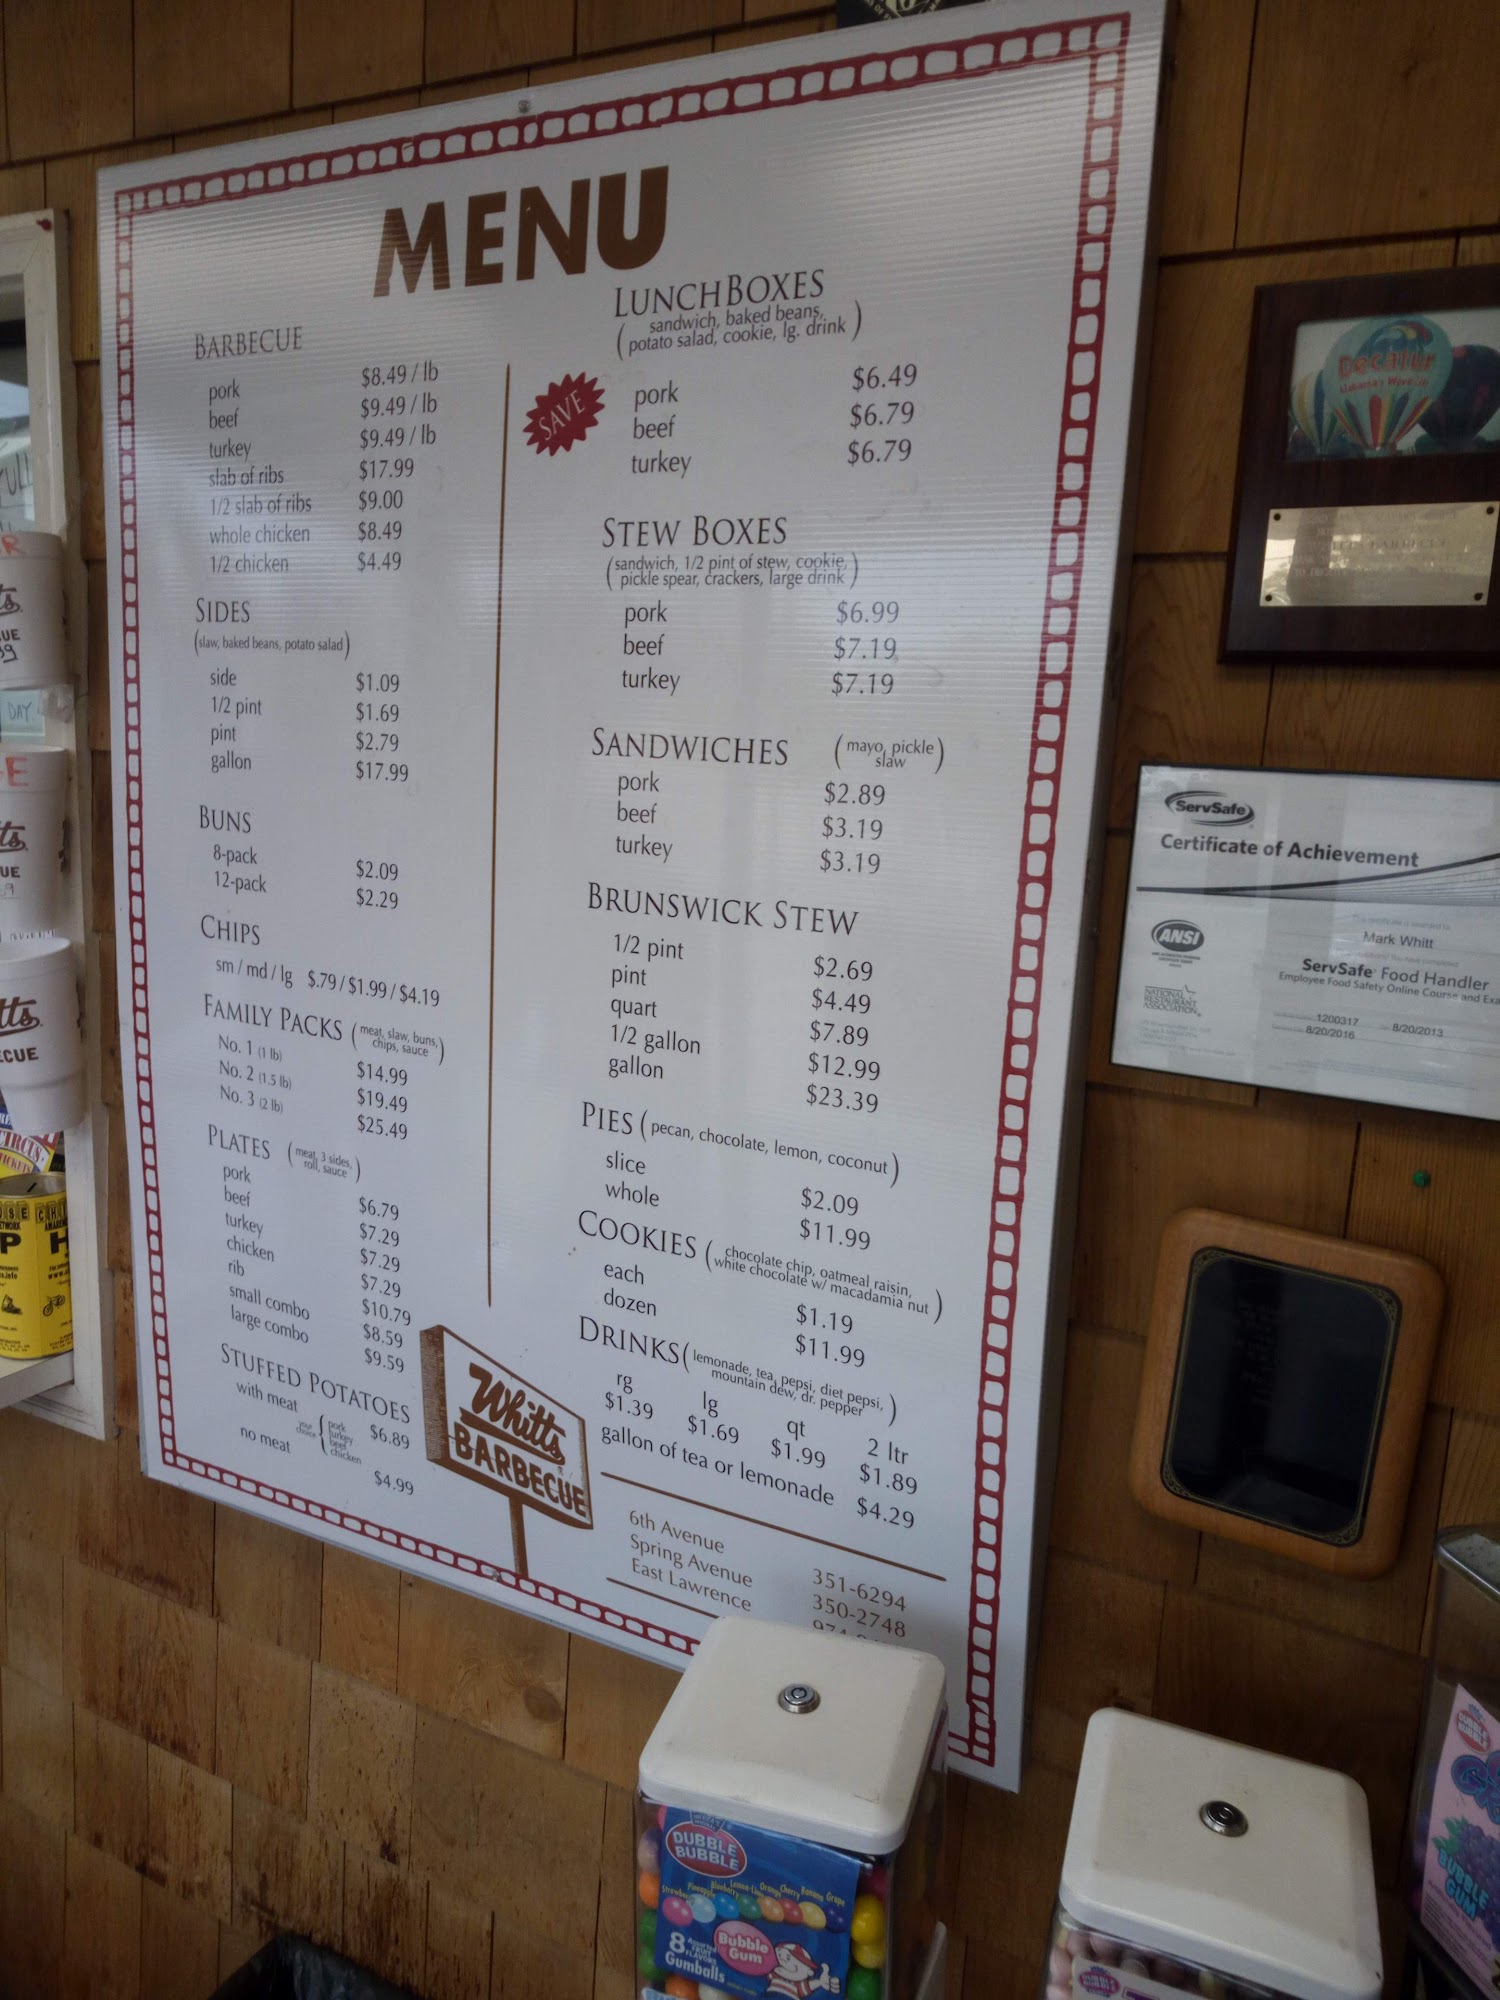 MENU
BARBECUE
pork $8.49 / lb
beef $9.49 / lb
turkey $9.49 / lb
slab of ribs $17.99
1/2 slab of ribs $9.00
whole chicken $8.49
1/2 chicken $4.49
SIDES
(slaw, baked beans, potato salad)
side $1.09
1/2 pint $1.69
pint $2.79
gallon $17.99
BUNS
8-pack $2.09
12-pack $2.29
CHIPS
sm / md / lg $.79 / $1.99 / $4.19
FAMILY PACKS (meat, slaw, buns, chips, sauce)
No. 1 (1 lb) $14.99
No. 2 (1.5 lb) $19.49
No. 3 (2 lb) $25.49
PLATES (meat, 3 sides, roll, sauce)
pork $6.79
beef $7.29
turkey $7.29
chicken $7.29
rib $10.79
small combo $8.59
large combo $9.59
STUFFED POTATOES
with meat your choice { pork turkey beef chicken $6.89
no meat $4.99
LUNCHBOXES
(sandwich, baked beans,
potato salad, cookie, lg. drink)
SAVE
pork $6.49
beef $6.79
turkey $6.79
STEW BOXES
(sandwich, 1/2 pint of stew, cookie,
pickle spear, crackers, large drink)
pork $6.99
beef $7.19
turkey $7.19
SANDWICHES (mayo, pickle slaw)
pork $2.89
beef $3.19
turkey $3.19
BRUNSWICK STEW
1/2 pint $2.69
pint $4.49
quart $7.89
1/2 gallon $12.99
gallon $23.39
PIES (pecan, chocolate, lemon, coconut)
slice $2.09
whole $11.99
COOKIES (chocolate chip, oatmeal raisin, white chocolate w/ macadamia nut)
each $1.19
dozen $11.99
DRINKS (lemonade, tea, pepsi, diet pepsi, mountain dew, dr. pepper)
rg lg qt 2 ltr
$1.39 $1.69 $1.99 $1.89
gallon of tea or lemonade $4.29
Whitt's
BARBECUE
6th Avenue 351-6294
Spring Avenue 350-2748
East Lawrence
Decatur
ServSafe
Certificate of Achievement
ANSI
Mark Whitt
ServSafe Food Handler
Employee Food Safety Online Course and Exa
NATIONAL
RESTAURANT
ASSOCIATION
1200317 8/20/2013
8/20/2016
DAY
CIRCUS
DUBBLE
BUBBLE
8
Bubble
Gum
Gumballs
DUBBLE
BUBBLE
BUBBLE
GUM